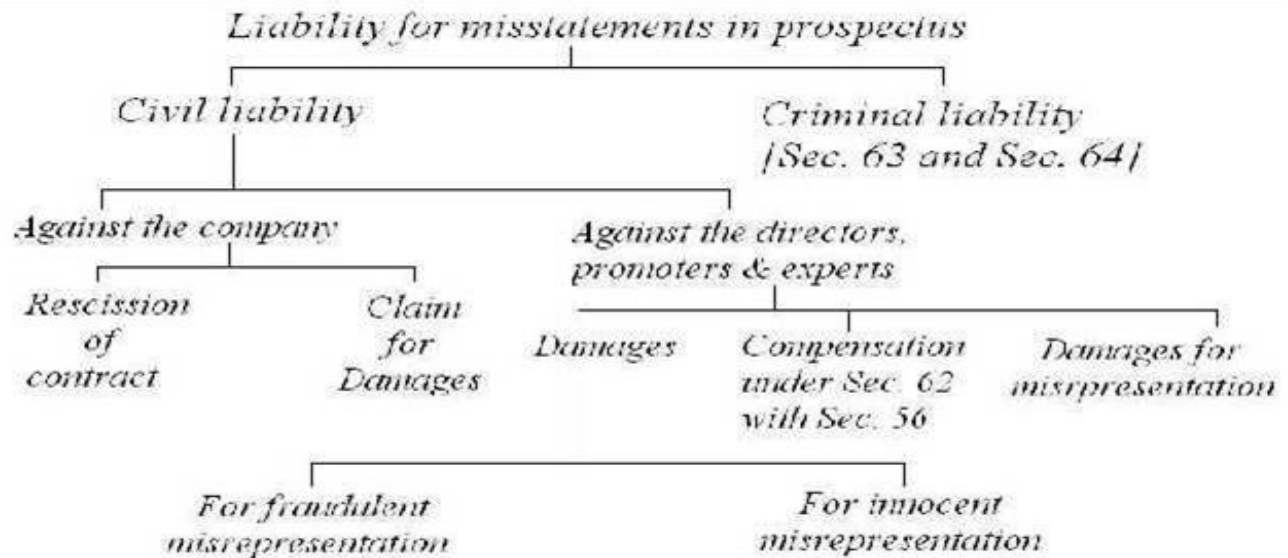 Liability for misstatements in prospectus
Civil liability
Criminal liability
[Sec. 63 and Sec. 64]
Against the company
Against the directors,
promoters & experts
Rescission
of
contract
Claim
for
Damages
Damages
Compensation
under Sec. 62
with Sec. 56
Damages for
misrpesentation
For fraudulent
misrepresentation
For innocent
misrepresentation